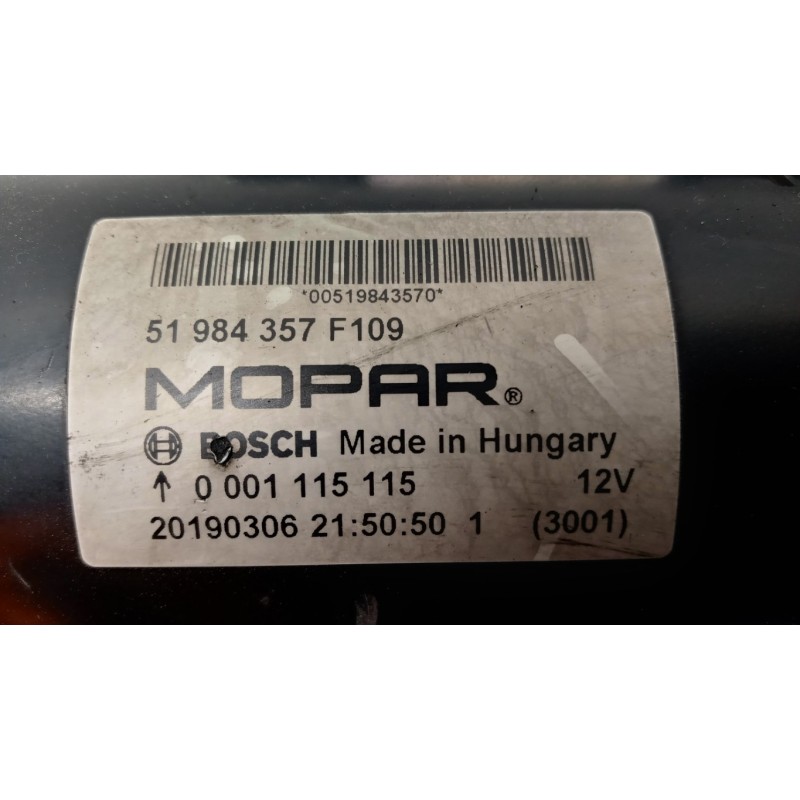 *00519843570*
51 984 357 F109
MOPAR®
BOSCH Made in Hungary
↑ 0 001 115 115 12V
20190306 21:50:50 1 (3001)